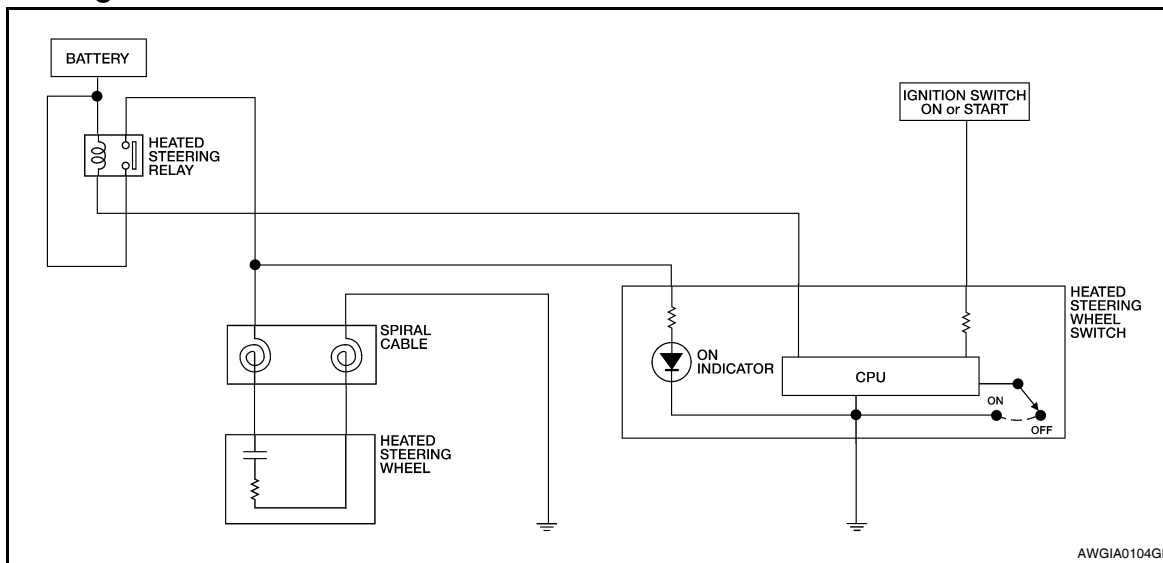 BATTERY
IGNITION SWITCH
ON or START
HEATED
STEERING
RELAY
HEATED
STEERING
WHEEL
SWITCH
SPIRAL
CABLE
ON
INDICATOR
CPU
ON
OFF
HEATED
STEERING
WHEEL